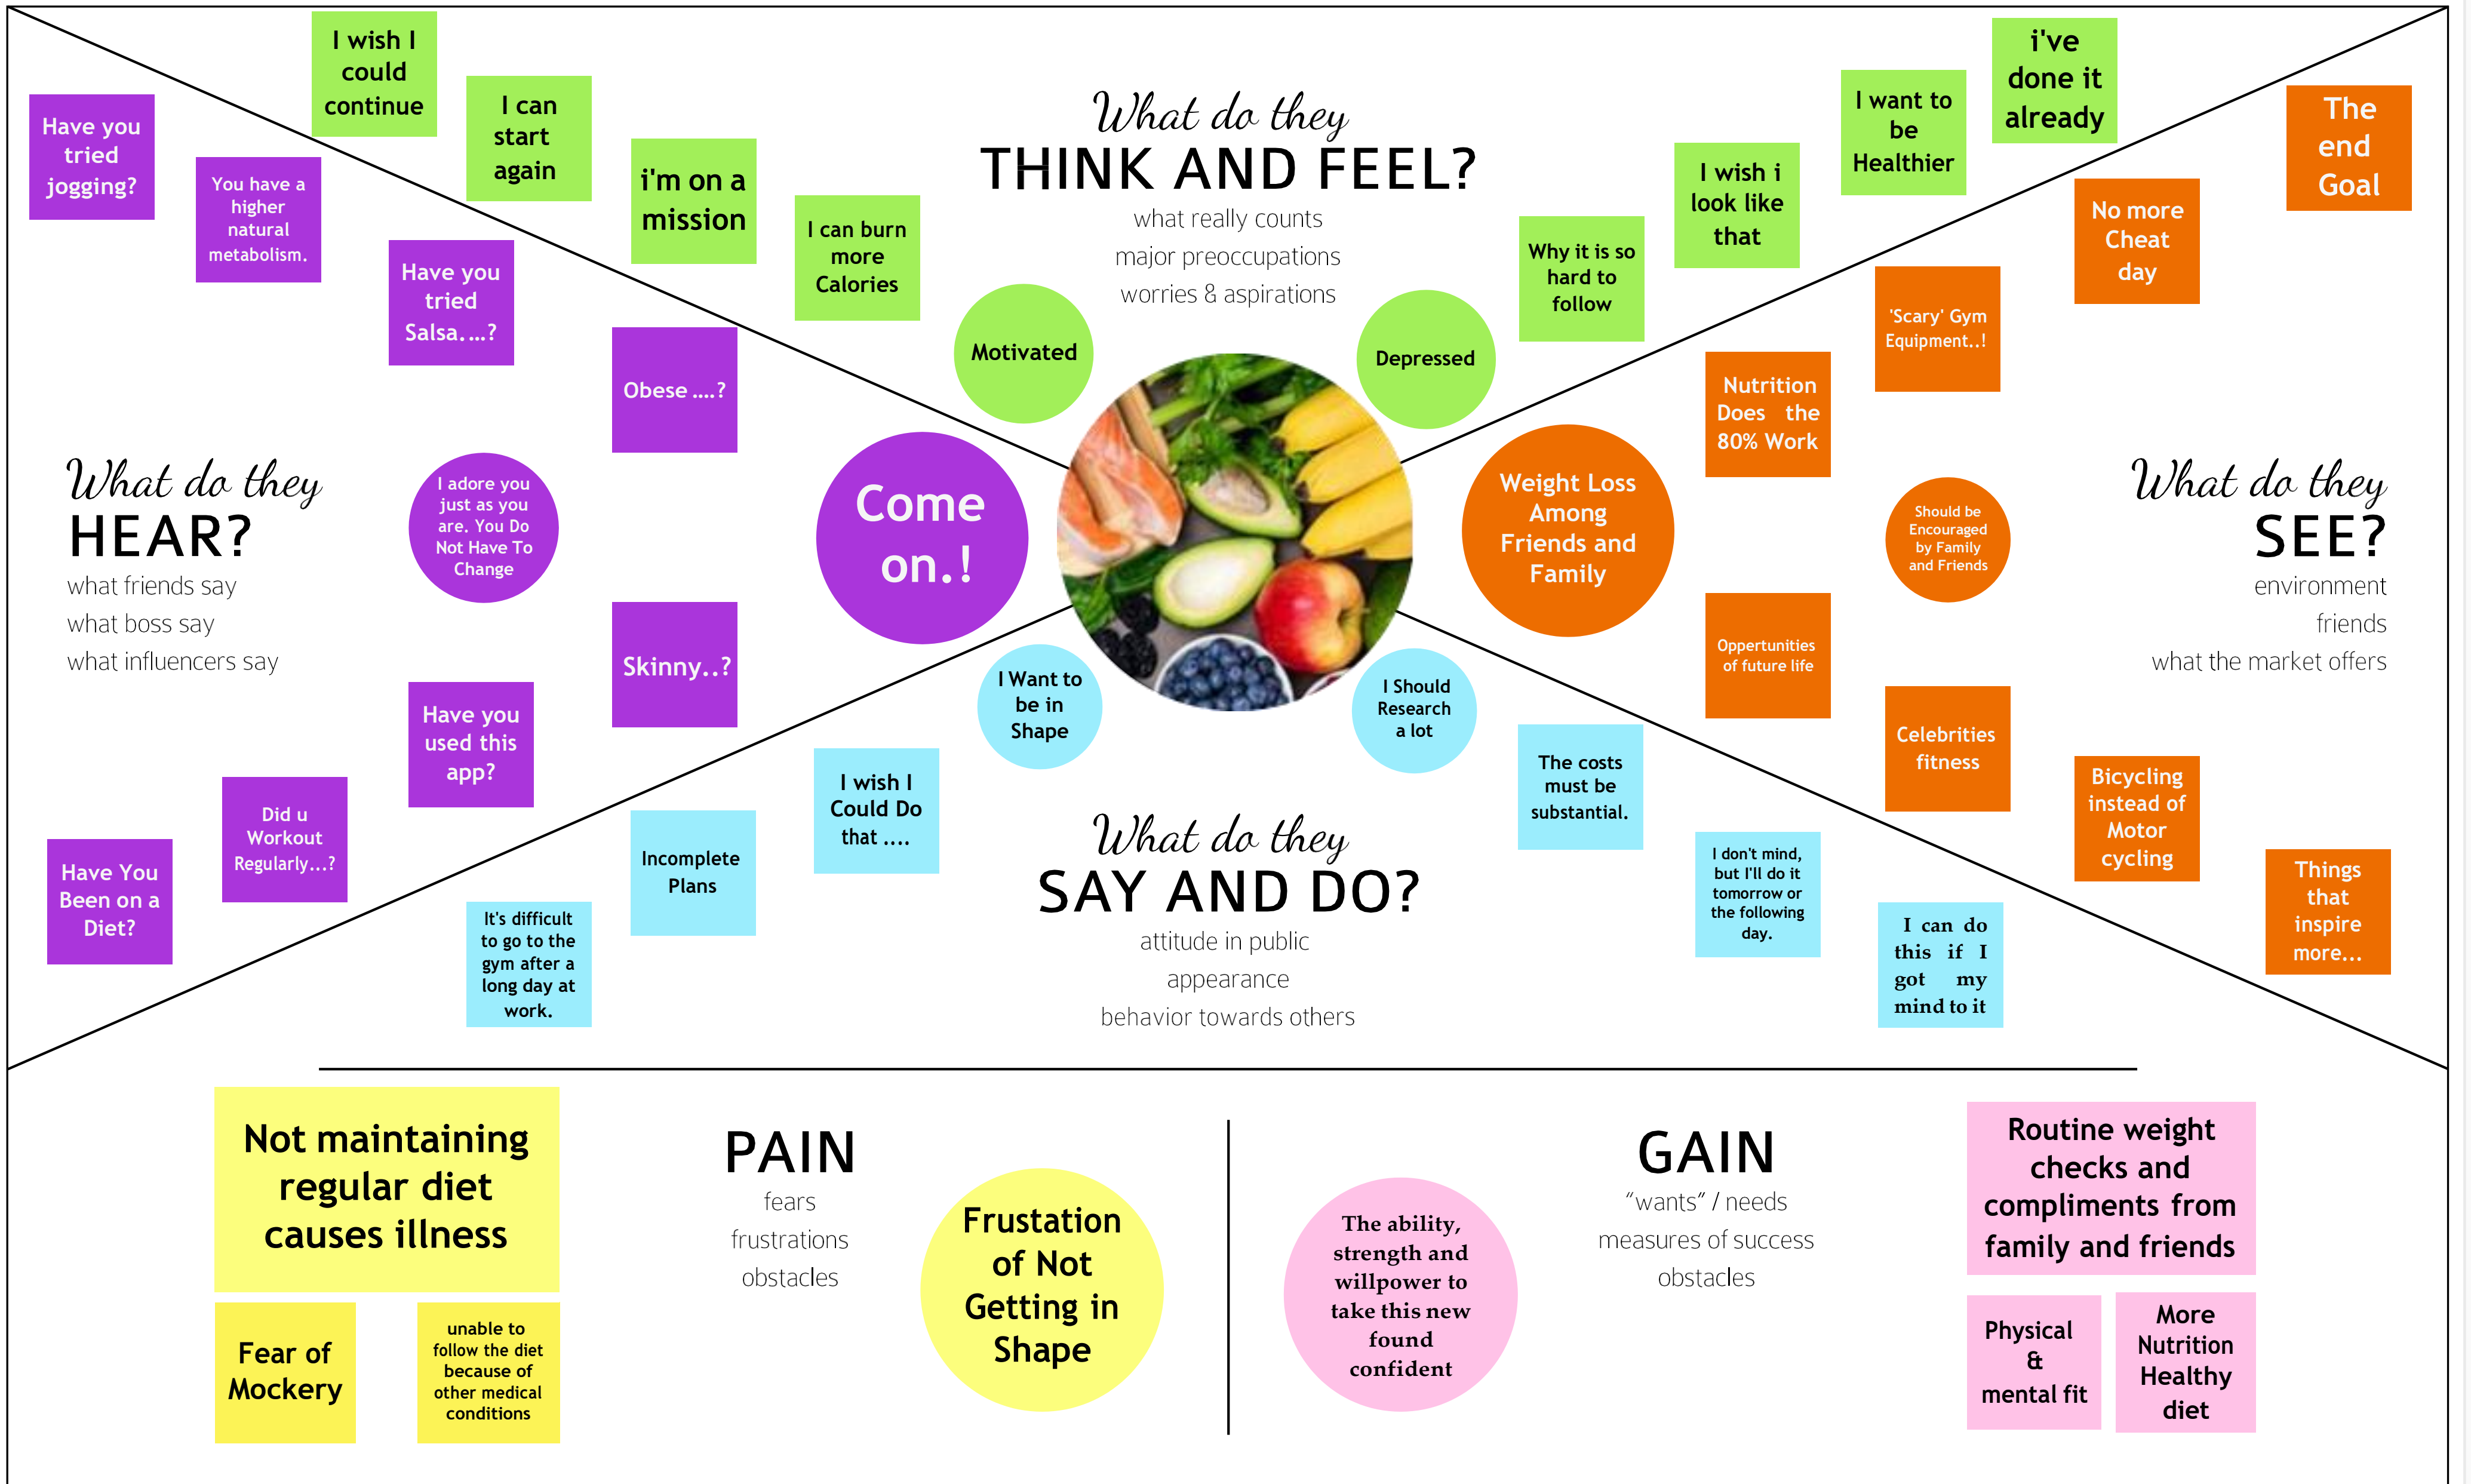 What do they
THINK AND FEEL?
what really counts
major preoccupations
worries & aspirations
I wish I
could
continue
I can
start
again
i'm on a
mission
I can burn
more
Calories
Motivated
Depressed
Why it is so
hard to
follow
I wish i
look like
that
I want to
be
Healthier
i've
done it
already
Have you
tried
jogging?
You have a
higher
natural
metabolism.
Have you
tried
Salsa....?
Obese ....?
What do they
HEAR?
what friends say
what boss say
what influencers say
I adore you
just as you
are. You Do
Not Have To
Change
Come
on.!
Skinny..?
Have you
used this
app?
Did u
Workout
Regularly...?
Have You
Been on a
Diet?
The
end
Goal
No more
Cheat
day
'Scary' Gym
Equipment..!
Nutrition
Does the
80% Work
Weight Loss
Among
Friends and
Family
Should be
Encouraged
by Family
and Friends
What do they
SEE?
environment
friends
what the market offers
Oppertunities
of future life
Celebrities
fitness
Bicycling
instead of
Motor
cycling
Things
that
inspire
more...
I Want to
be in
Shape
I Should
Research
a lot
I wish I
Could Do
that ....
Incomplete
Plans
It's difficult
to go to the
gym after a
long day at
work.
What do they
SAY AND DO?
attitude in public
appearance
behavior towards others
The costs
must be
substantial.
I don't mind,
but I'll do it
tomorrow or
the following
day.
I can do
this if I
got my
mind to it
Not maintaining
regular diet
causes illness
Fear of
Mockery
unable to
follow the diet
because of
other medical
conditions
PAIN
fears
frustrations
obstacles
Frustation
of Not
Getting in
Shape
The ability,
strength and
willpower to
take this new
found
confident
GAIN
“wants” / needs
measures of success
obstacles
Routine weight
checks and
compliments from
family and friends
Physical
&
mental fit
More
Nutrition
Healthy
diet